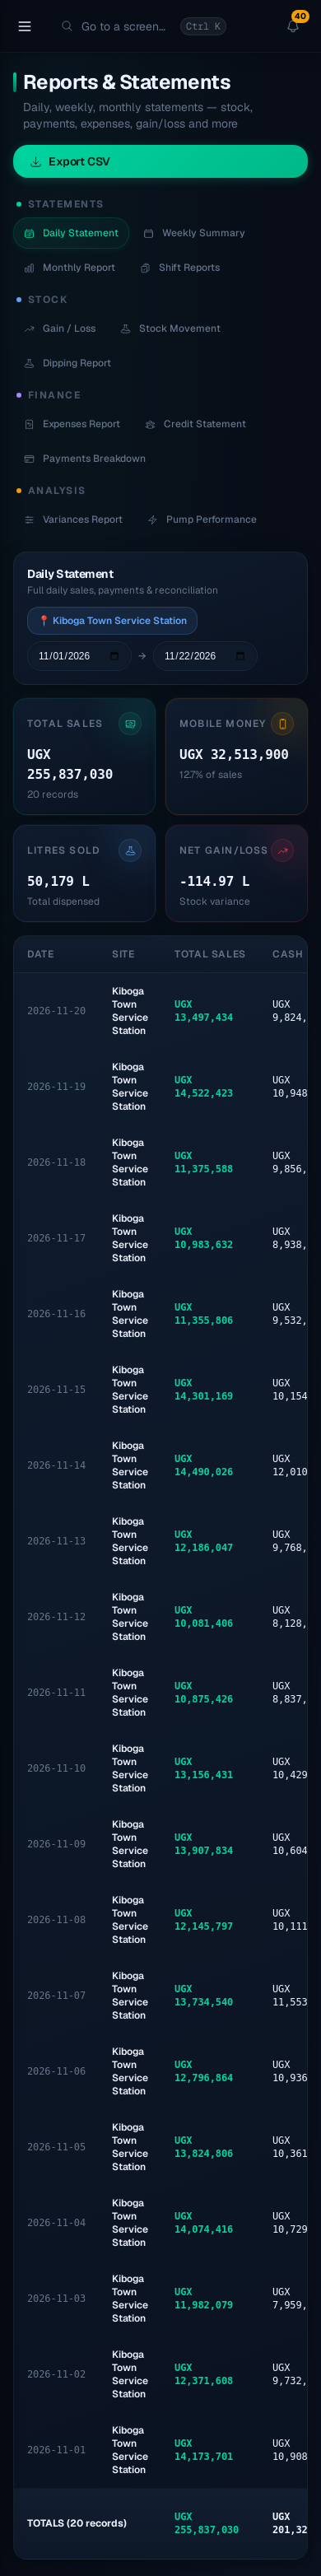 Go to a screen... Ctrl K
40
Reports & Statements
Daily, weekly, monthly statements — stock,
payments, expenses, gain/loss and more
Export CSV
STATEMENTS
Daily Statement Weekly Summary
Monthly Report Shift Reports
STOCK
Gain / Loss Stock Movement
Dipping Report
FINANCE
Expenses Report Credit Statement
Payments Breakdown
ANALYSIS
Variances Report Pump Performance
Daily Statement
Full daily sales, payments & reconciliation
📍 Kiboga Town Service Station
11/01/2026 → 11/22/2026
TOTAL SALES
UGX
255,837,030
20 records
MOBILE MONEY
UGX 32,513,900
12.7% of sales
LITRES SOLD
50,179 L
Total dispensed
NET GAIN/LOSS
-114.97 L
Stock variance
DATE SITE TOTAL SALES CASH
2026-11-20 Kiboga Town Service Station UGX 13,497,434 UGX 9,824,
2026-11-19 Kiboga Town Service Station UGX 14,522,423 UGX 10,948
2026-11-18 Kiboga Town Service Station UGX 11,375,588 UGX 9,856,
2026-11-17 Kiboga Town Service Station UGX 10,983,632 UGX 8,938,
2026-11-16 Kiboga Town Service Station UGX 11,355,806 UGX 9,532,
2026-11-15 Kiboga Town Service Station UGX 14,301,169 UGX 10,154
2026-11-14 Kiboga Town Service Station UGX 14,490,026 UGX 12,010
2026-11-13 Kiboga Town Service Station UGX 12,186,047 UGX 9,768,
2026-11-12 Kiboga Town Service Station UGX 10,081,406 UGX 8,128,
2026-11-11 Kiboga Town Service Station UGX 10,875,426 UGX 8,837,
2026-11-10 Kiboga Town Service Station UGX 13,156,431 UGX 10,429
2026-11-09 Kiboga Town Service Station UGX 13,907,834 UGX 10,604
2026-11-08 Kiboga Town Service Station UGX 12,145,797 UGX 10,111
2026-11-07 Kiboga Town Service Station UGX 13,734,540 UGX 11,553
2026-11-06 Kiboga Town Service Station UGX 12,796,864 UGX 10,936
2026-11-05 Kiboga Town Service Station UGX 13,824,806 UGX 10,361
2026-11-04 Kiboga Town Service Station UGX 14,074,416 UGX 10,729
2026-11-03 Kiboga Town Service Station UGX 11,982,079 UGX 7,959,
2026-11-02 Kiboga Town Service Station UGX 12,371,608 UGX 9,732,
2026-11-01 Kiboga Town Service Station UGX 14,173,701 UGX 10,908
TOTALS (20 records) UGX 255,837,030 UGX 201,32